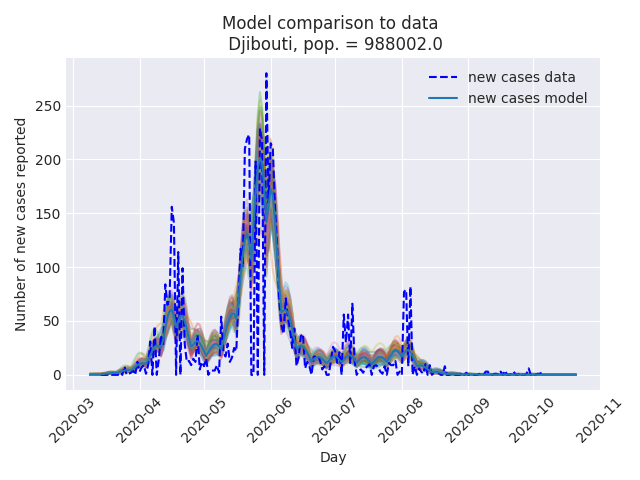 Model comparison to data
Djibouti, pop. = 988002.0
new cases data
new cases model
Number of new cases reported
250
200
150
100
50
0
2020-03
2020-04
2020-05
2020-06
2020-07
2020-08
2020-09
2020-10
2020-11
Day